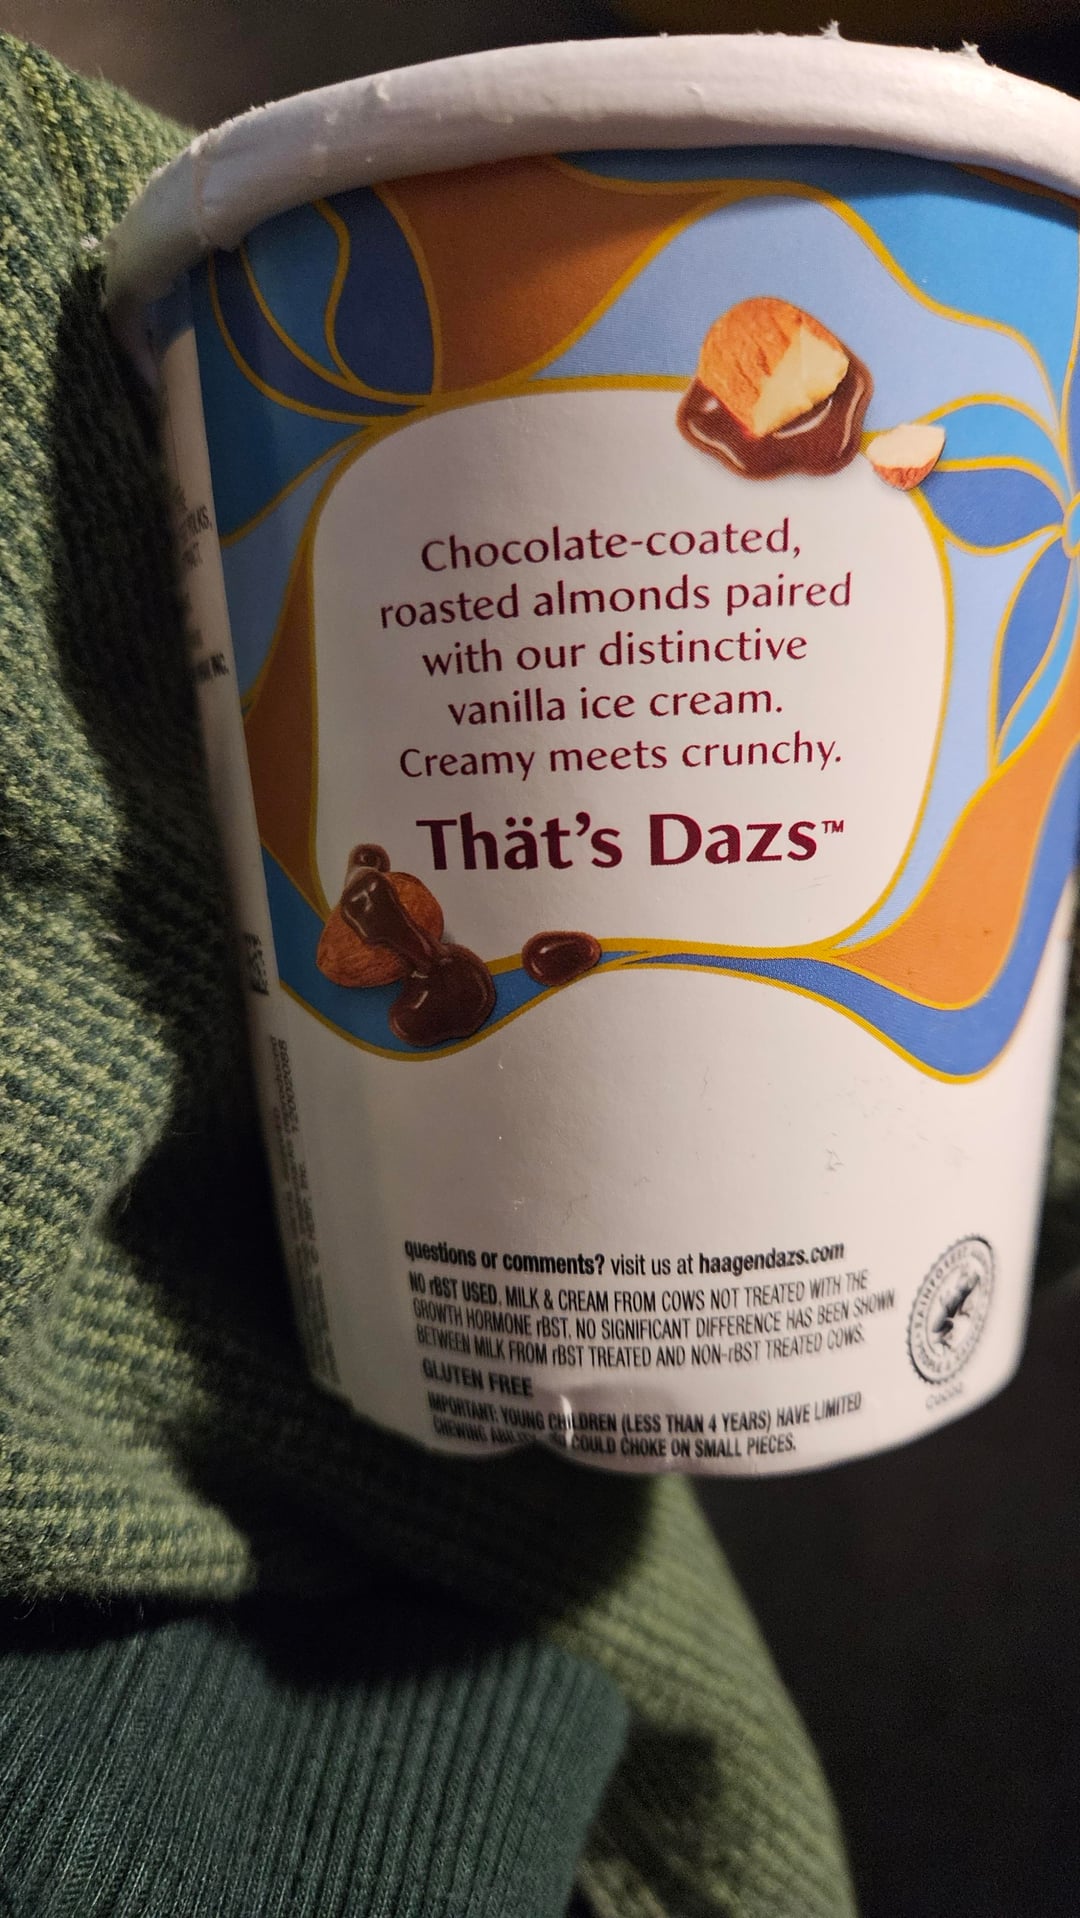 Chocolate-coated,
roasted almonds paired
with our distinctive
vanilla ice cream.
Creamy meets crunchy.
Thät's Dazs™
questions or comments? visit us at haagendazs.com
NO rBST USED. MILK & CREAM FROM COWS NOT TREATED WITH THE
GROWTH HORMONE rBST. NO SIGNIFICANT DIFFERENCE HAS BEEN SHOWN
BETWEEN MILK FROM rBST TREATED AND NON-rBST TREATED COWS.
GLUTEN FREE
IMPORTANT: YOUNG CHILDREN (LESS THAN 4 YEARS) HAVE LIMITED
CHEWING COULD CHOKE ON SMALL PIECES.
INC.
12002088